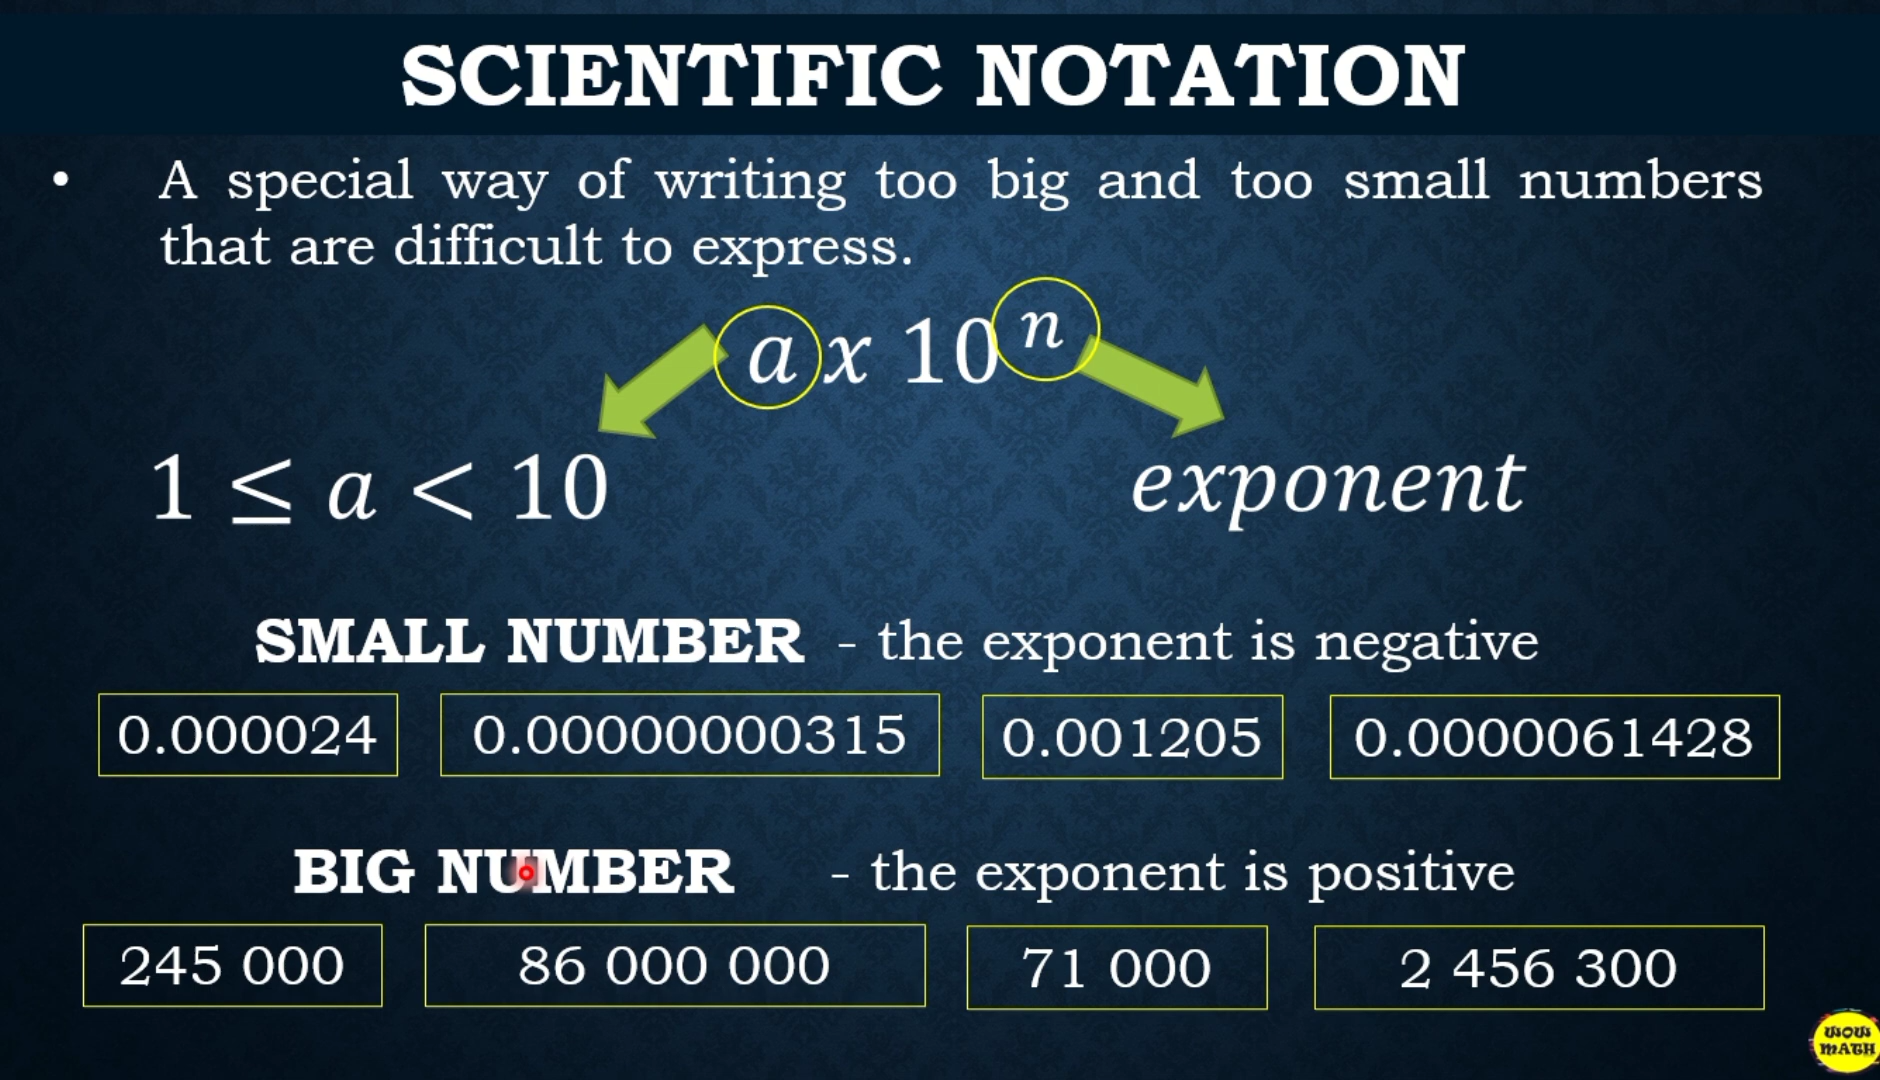 SCIENTIFIC NOTATION
• A special way of writing too big and too small numbers
that are difficult to express.
a x 10ⁿ
1 ≤ a < 10
exponent
SMALL NUMBER - the exponent is negative
0.000024 0.00000000315 0.001205 0.0000061428
BIG NUMBER - the exponent is positive
245 000 86 000 000 71 000 2 456 300
WOW
MATH